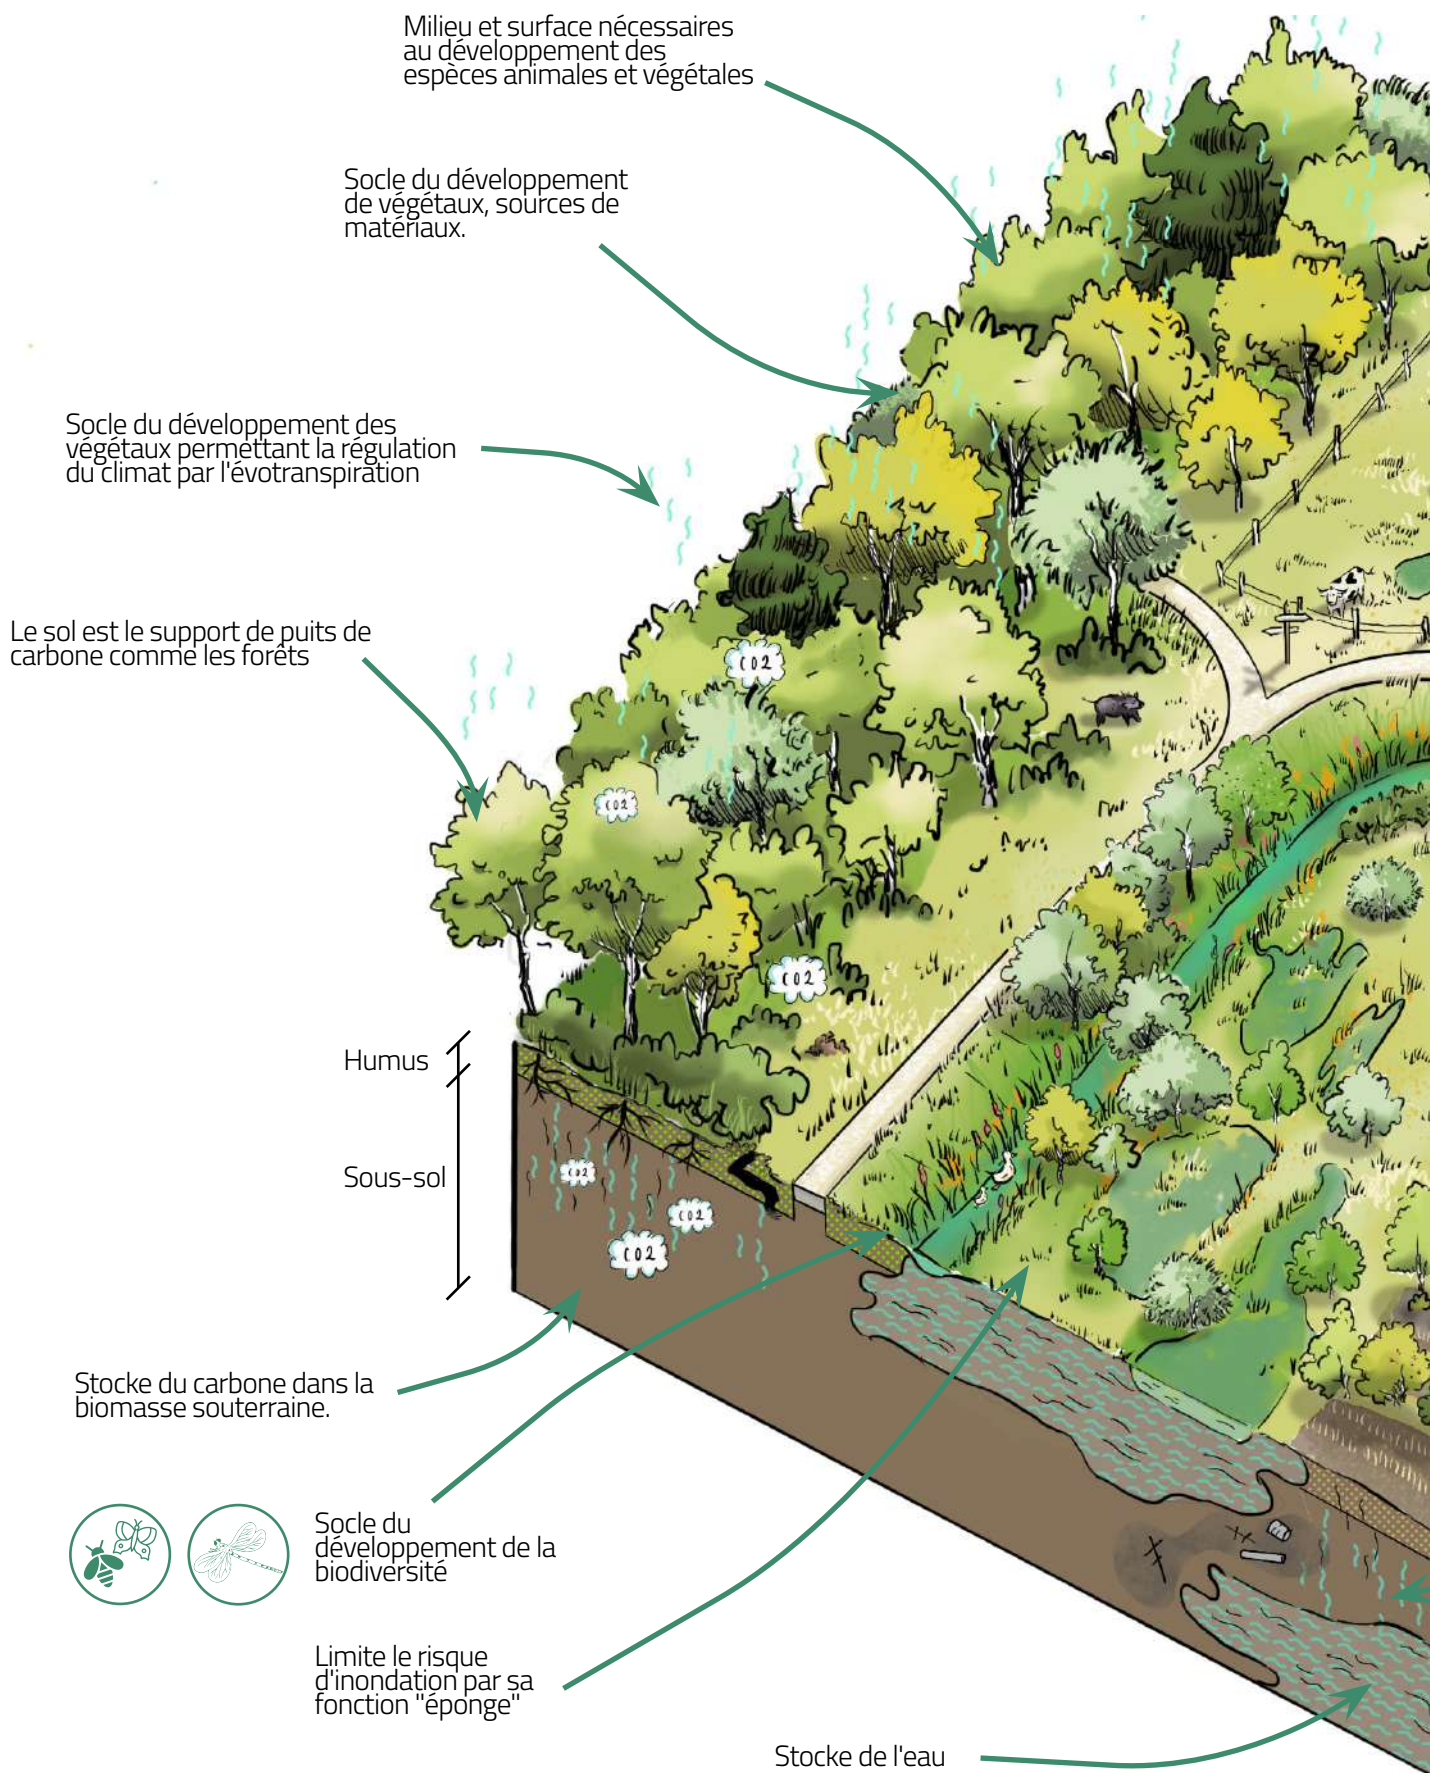 Milieu et surface nécessaires
au développement des
espèces animales et végétales
Socle du développement
de végétaux, sources de
matériaux.
Socle du développement des
végétaux permettant la régulation
du climat par l'évotranspiration
Le sol est le support de puits de
carbone comme les forêts
CO2
CO2
CO2
Humus
Sous-sol
CO2
CO2
CO2
Stocke du carbone dans la
biomasse souterraine.
Socle du
développement de la
biodiversité
Limite le risque
d'inondation par sa
fonction "éponge"
Stocke de l'eau